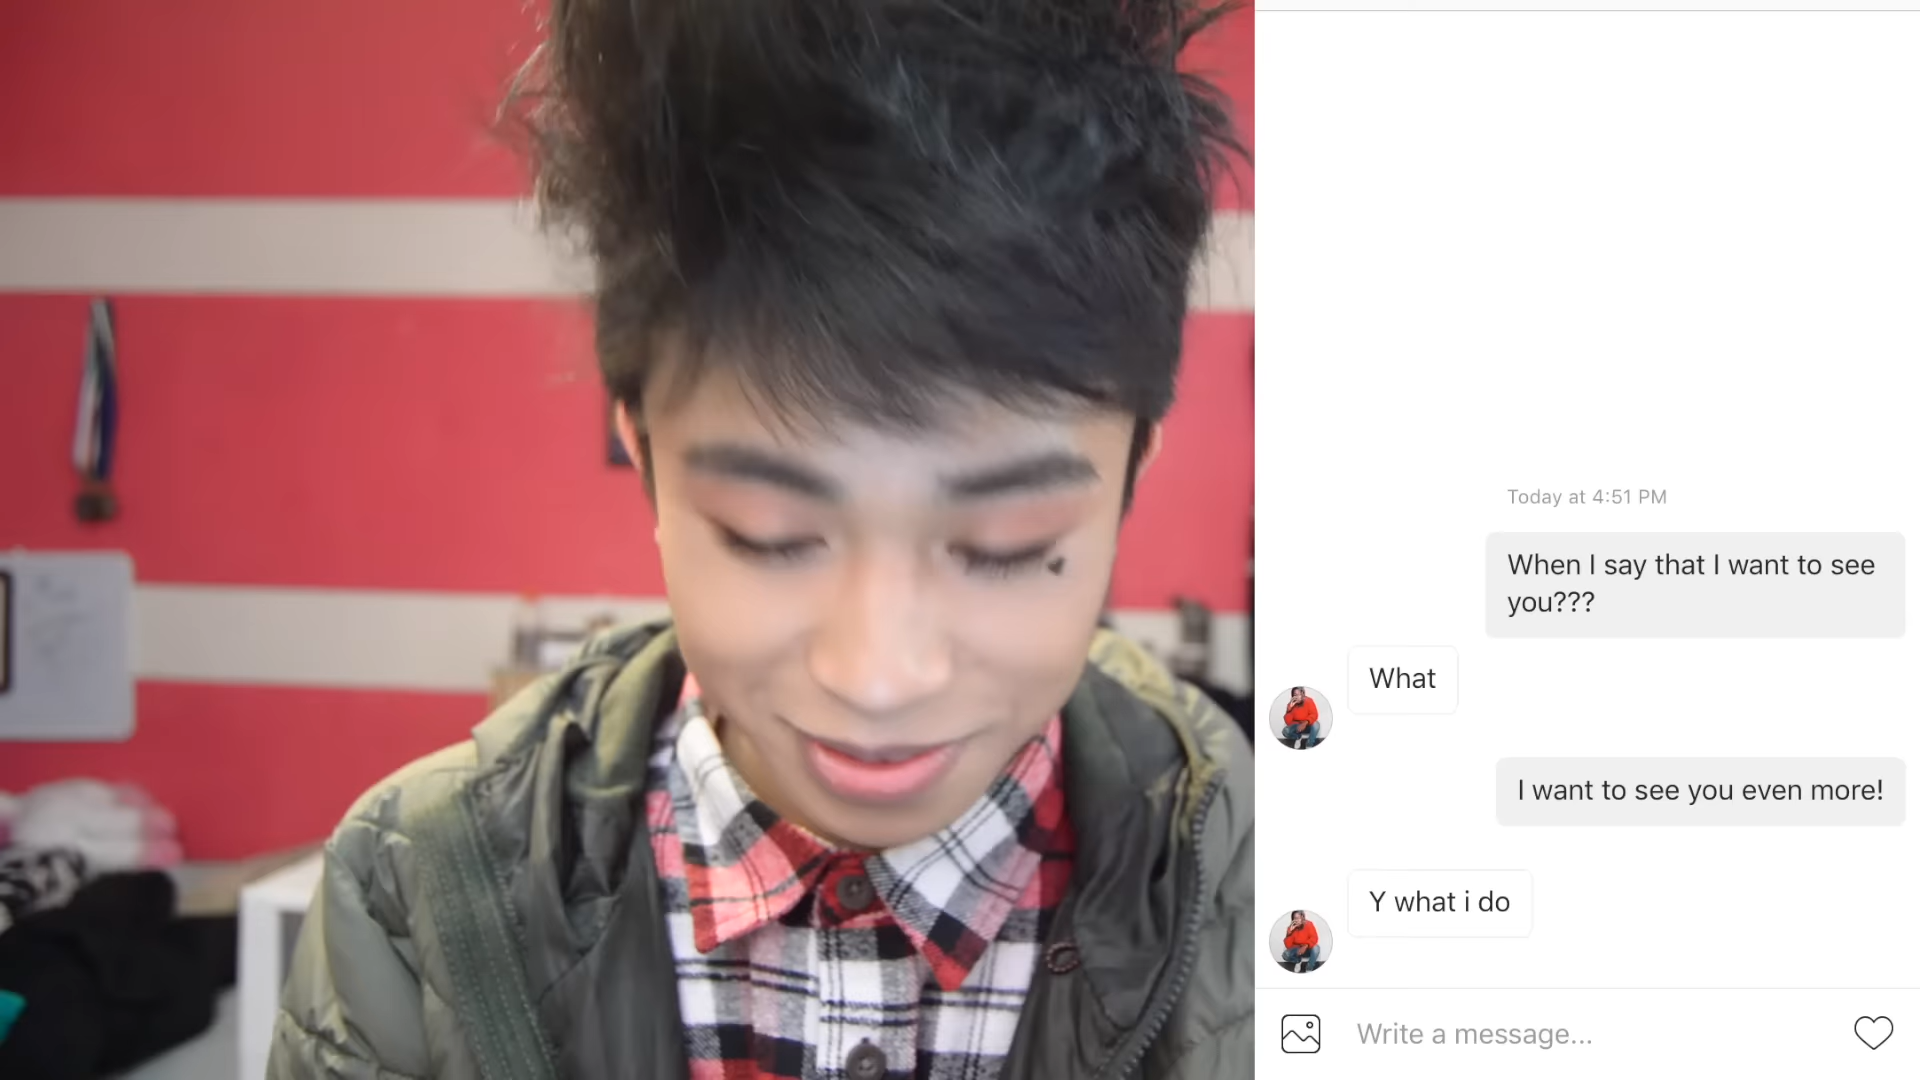 Today at 4:51 PM
When I say that I want to see
you???
What
I want to see you even more!
Y what i do
Write a message...